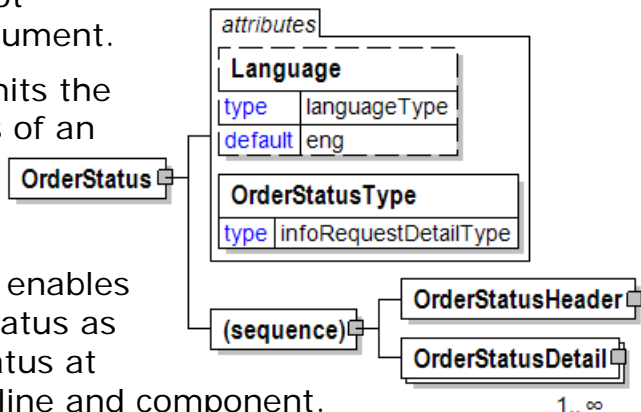 ument.
attributes
Language
type languageType
default eng
nits the
s of an
OrderStatus
OrderStatusType
type infoRequestDetailType
enables
tatus as
atus at
line and component.
(sequence)
OrderStatusHeader
OrderStatusDetail
1..∞